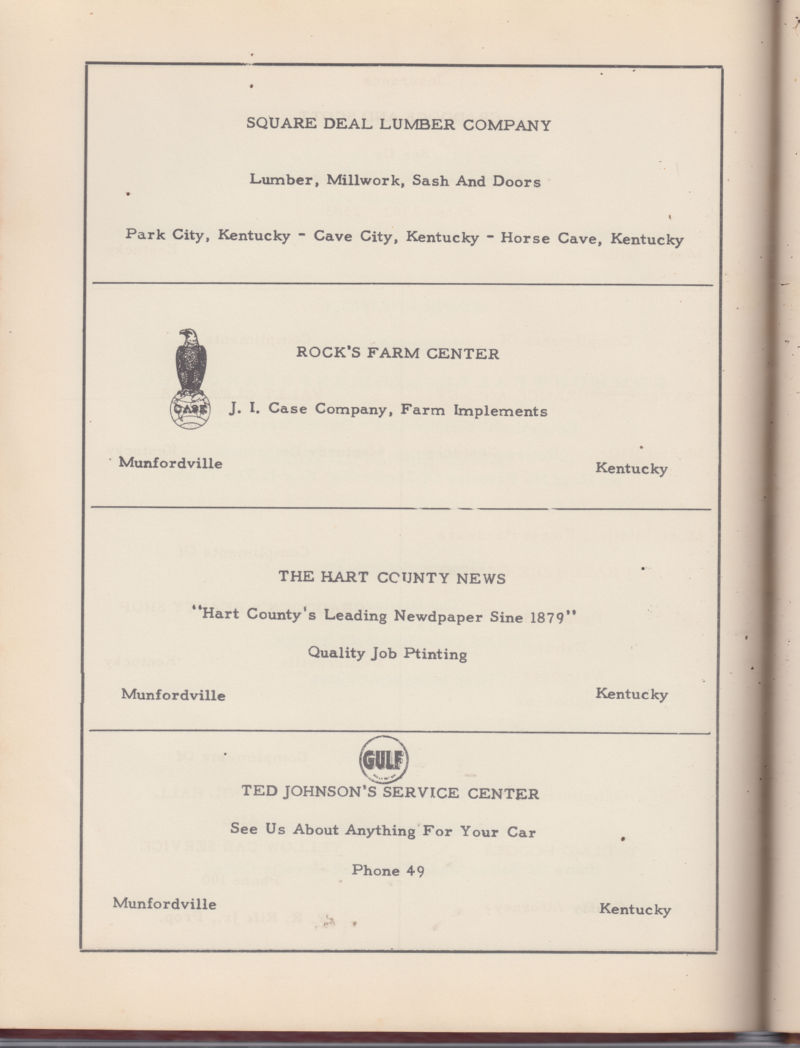 SQUARE DEAL LUMBER COMPANY
Lumber, Millwork, Sash And Doors
Park City, Kentucky - Cave City, Kentucky - Horse Cave, Kentucky
ROCK'S FARM CENTER
CASE
J. I. Case Company, Farm Implements
Munfordville Kentucky
THE HART COUNTY NEWS
"Hart County's Leading Newdpaper Sine 1879"
Quality Job Ptinting
Munfordville Kentucky
GULF
TED JOHNSON'S SERVICE CENTER
See Us About Anything For Your Car
Phone 49
Munfordville Kentucky